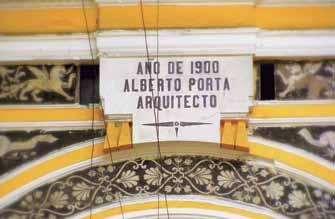 AÑO DE 1900
ALBERTO PORTA
ARQUITECTO